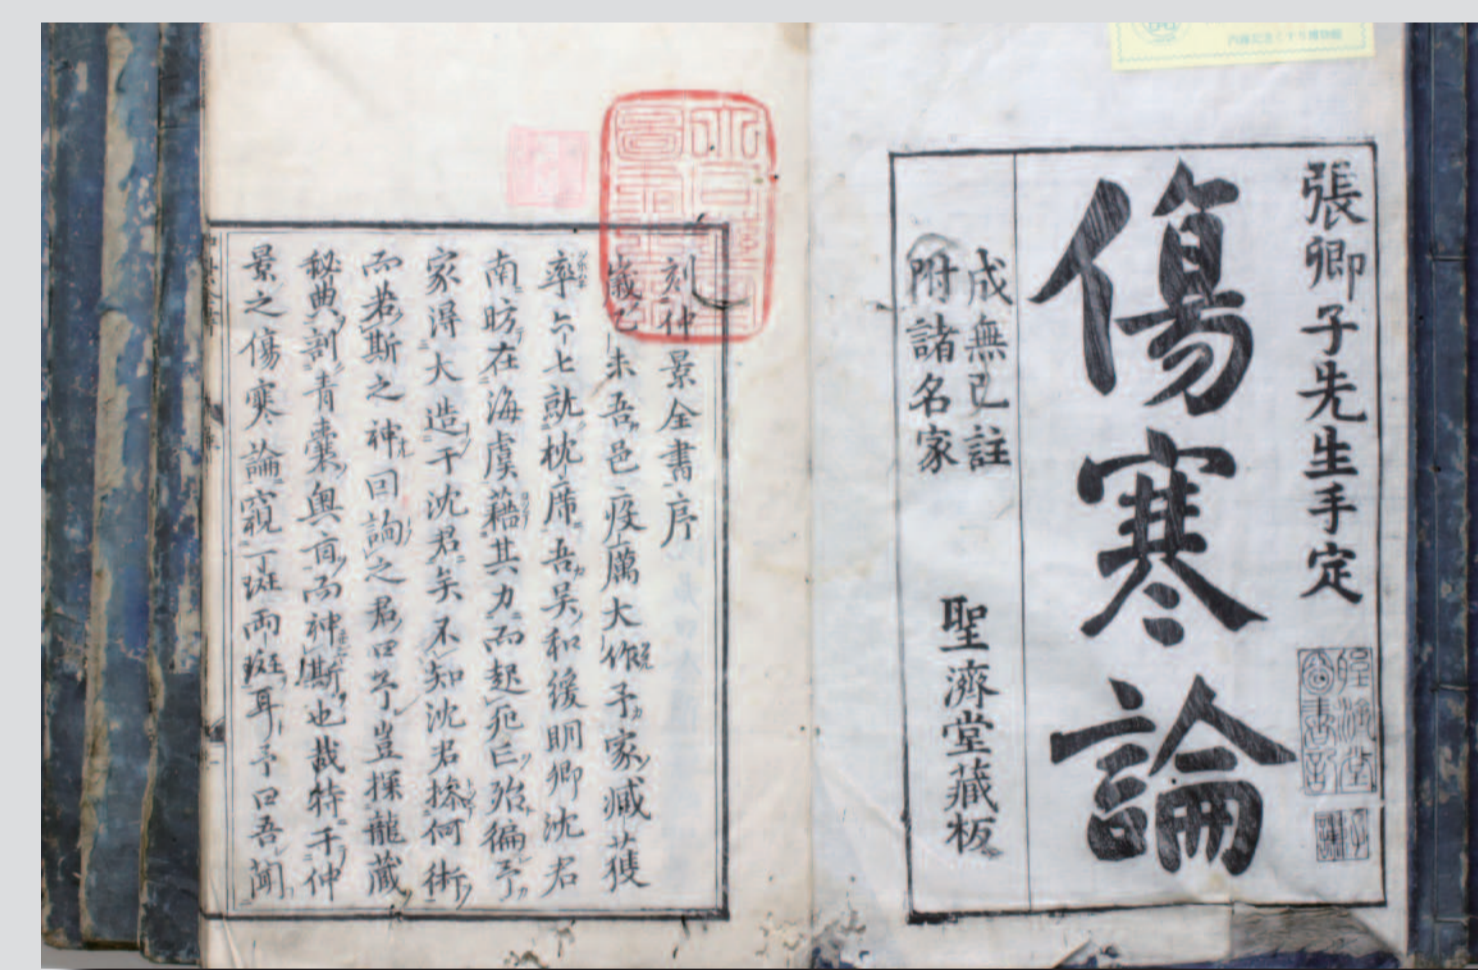 張卿子先生手定
傷寒論
成無已註
附諸名家
聖濟堂藏板
刻仲景全書序
歲己未吾邑疫厲大作予家臧獲
率六七就枕席吾吳和緩明卿沈君
南昉在海虞藉其力而起死亡殆徧予
家得大造于沈君矣不知沈君操何術
而若斯之神因詢之君曰予豈探龍藏
秘典剖青囊奧旨而神斯也哉特于仲
景之傷寒論窺一斑兩斑耳予曰吾聞